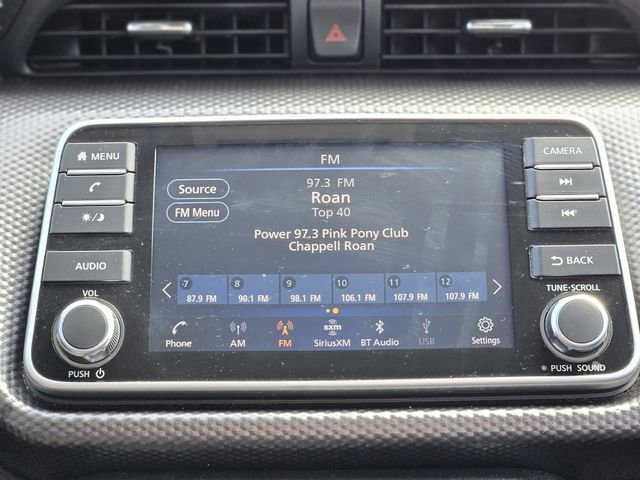 FM
MENU
CAMERA
Source
97.3 FM
Roan
Top 40
FM Menu
Power 97.3 Pink Pony Club
Chappell Roan
AUDIO
BACK
7 8 9 10 11 12
87.9 FM 90.1 FM 98.1 FM 106.1 FM 107.9 FM 107.9 FM
VOL
TUNE·SCROLL
sxm
Phone AM FM SiriusXM BT Audio USB Settings
PUSH
PUSH SOUND